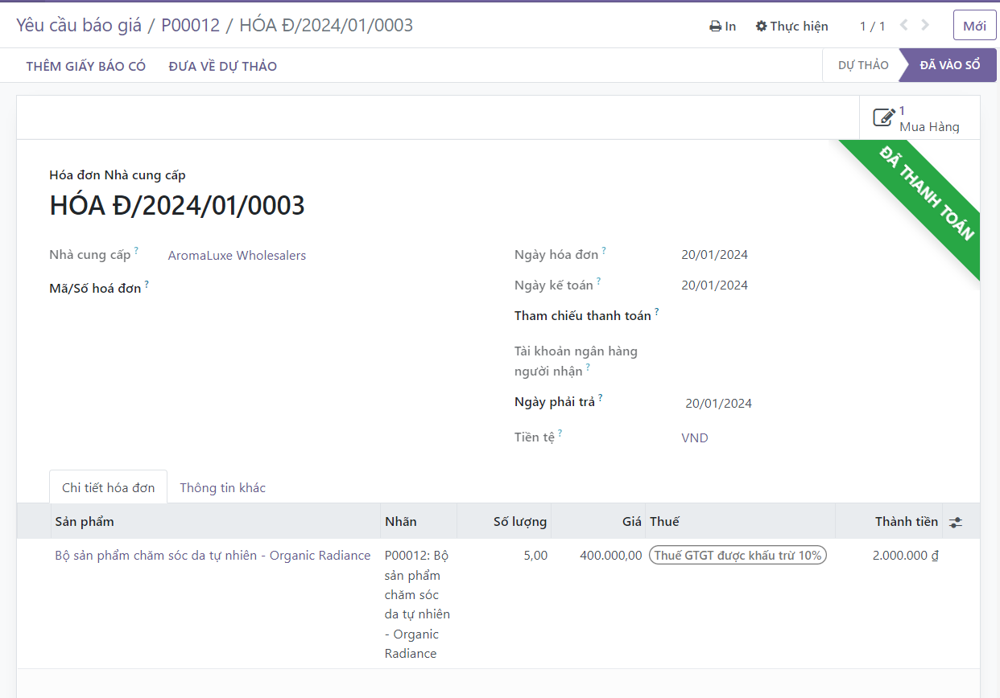 Yêu cầu báo giá / P00012 / HÓA Đ/2024/01/0003
In
Thực hiện
1 / 1
Mới
THÊM GIẤY BÁO CÓ
ĐƯA VỀ DỰ THẢO
DỰ THẢO
ĐÃ VÀO SỔ
1
Mua Hàng
ĐÃ THANH TOÁN
Hóa đơn Nhà cung cấp
HÓA Đ/2024/01/0003
Nhà cung cấp ? AromaLuxe Wholesalers
Mã/Số hoá đơn ?
Ngày hóa đơn ? 20/01/2024
Ngày kế toán ? 20/01/2024
Tham chiếu thanh toán ?
Tài khoản ngân hàng
người nhận ?
Ngày phải trả ? 20/01/2024
Tiền tệ ? VND
Chi tiết hóa đơn
Thông tin khác
Sản phẩm Nhãn Số lượng Giá Thuế Thành tiền
Bộ sản phẩm chăm sóc da tự nhiên - Organic Radiance P00012: Bộ 5,00 400.000,00 Thuế GTGT được khấu trừ 10% 2.000.000 ₫
sản phẩm
chăm sóc
da tự nhiên
- Organic
Radiance